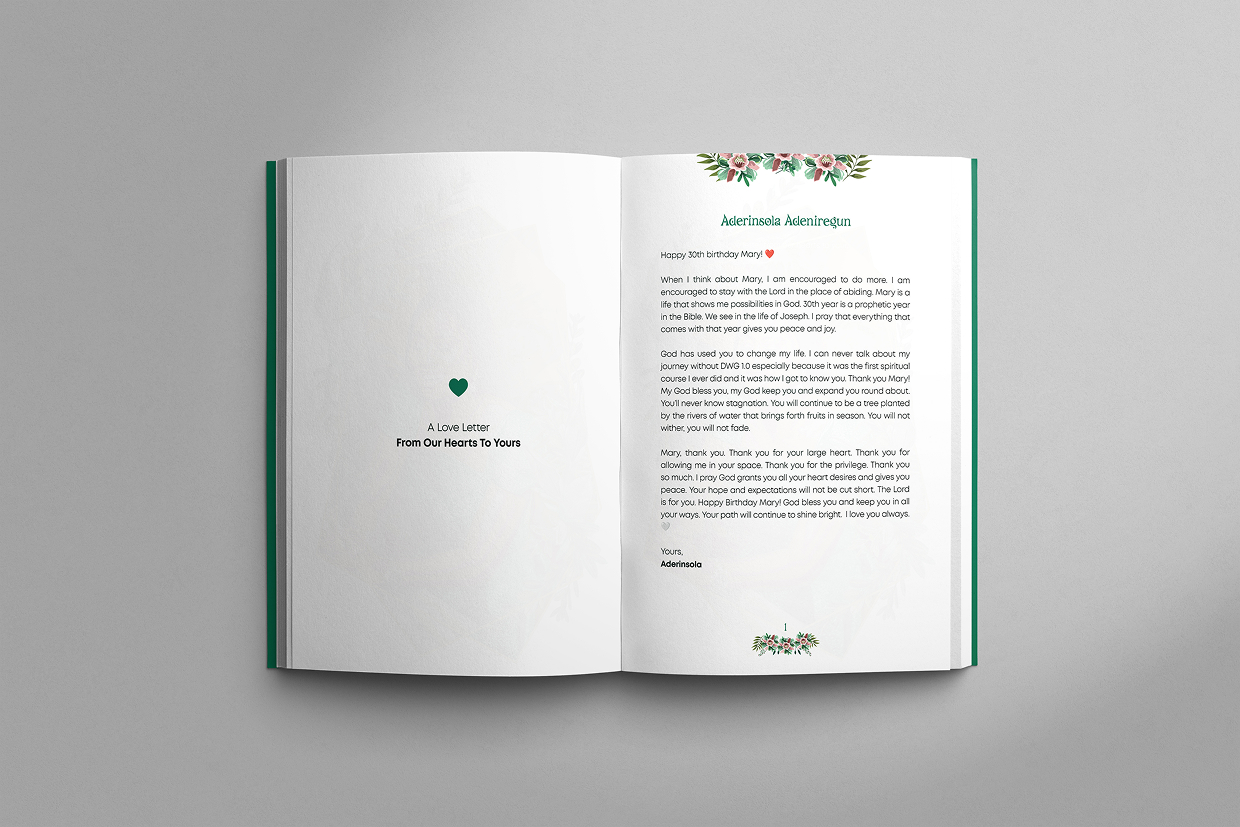 A Love Letter
From Our Hearts To Yours
Aderinsola Adeniregun
Happy 30th birthday Mary! ❤️
When I think about Mary, I am encouraged to do more. I am
encouraged to stay with the Lord in the place of abiding. Mary is a
life that shows me possibilities in God. 30th year is a prophetic year
in the Bible. We see in the life of Joseph. I pray that everything that
comes with that year gives you peace and joy.
God has used you to change my life. I can never talk about my
journey without DWG 1.0 especially because it was the first spiritual
course I ever did and it was how I got to know you. Thank you Mary!
My God bless you, my God keep you and expand you round about.
You'll never know stagnation. You will continue to be a tree planted
by the rivers of water that brings forth fruits in season. You will not
wither, you will not fade.
Mary, thank you. Thank you for your large heart. Thank you for
allowing me in your space. Thank you for the privilege. Thank you
so much. I pray God grants you all your heart desires and gives you
peace. Your hope and expectations will not be cut short. The Lord
is for you. Happy Birthday Mary! God bless you and keep you in all
your ways. Your path will continue to shine bright. I love you always.
🤍
Yours,
Aderinsola
1